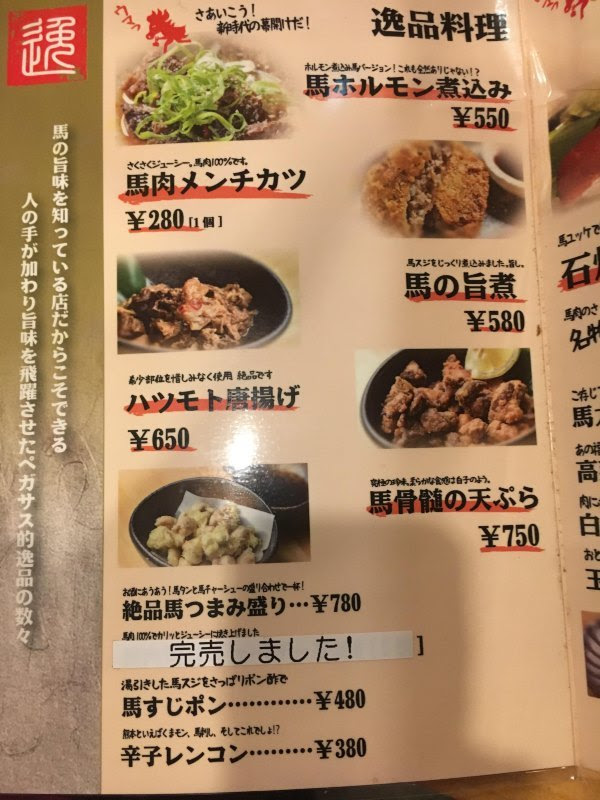 逸
馬の旨味を知っている店だからこそできる
人の手が加わり旨味を飛躍させたペガサス的逸品の数々
さあいこう!
新時代の幕開けだ!
逸品料理
ホルモン煮込み馬バージョン!これも全然ありじゃない!?
馬ホルモン煮込み
¥550
さくさくジューシー。馬肉100%です。
馬肉メンチカツ
¥280[1個]
馬スジをじっくり煮込みました。旨し。
馬の旨煮
¥580
希少部位を惜しみなく使用 絶品です
ハツモト唐揚げ
¥650
究極の珍味。柔らかな食感は白子のよう。
馬骨髄の天ぷら
¥750
お酒にあうあう!馬タンと馬チャーシューの盛り合わせで一杯!
絶品馬つまみ盛り…¥780
馬肉100%でカリッとジューシーに焼き上げました
完売しました! ]
湯引きした馬スジをさっぱりポン酢で
馬すじポン…………¥480
熊本といえばくまモン、馬刺し、そしてこれでしょ!?
辛子レンコン………¥380
馬ユッケで
石
馬肉のさ
名物
ご存じ
馬
あの
高
肉に
白
おと
王